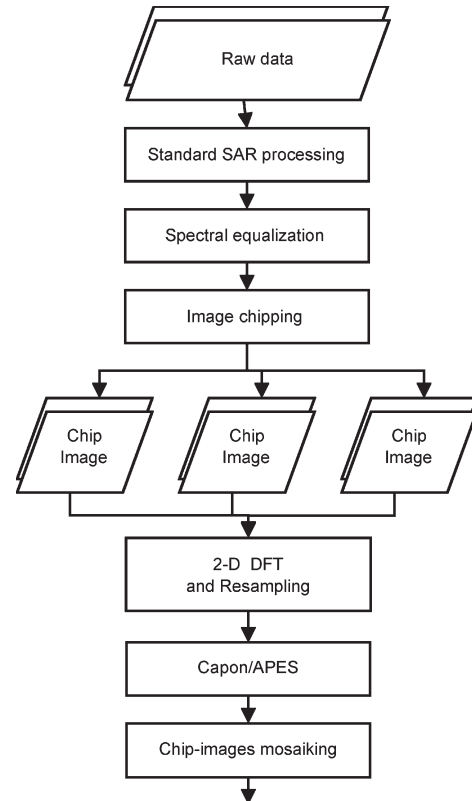 Raw data
Standard SAR processing
Spectral equalization
Image chipping
Chip
Image
Chip
Image
Chip
Image
2-D DFT
and Resampling
Capon/APES
Chip-images mosaiking